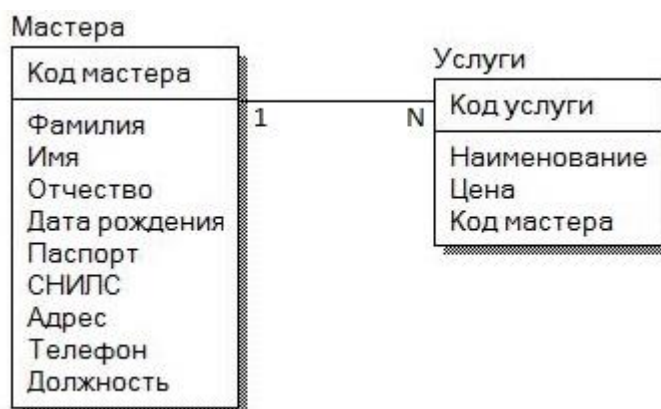 Мастера
Код мастера
Фамилия
Имя
Отчество
Дата рождения
Паспорт
СНИЛС
Адрес
Телефон
Должность
1
N
Услуги
Код услуги
Наименование
Цена
Код мастера